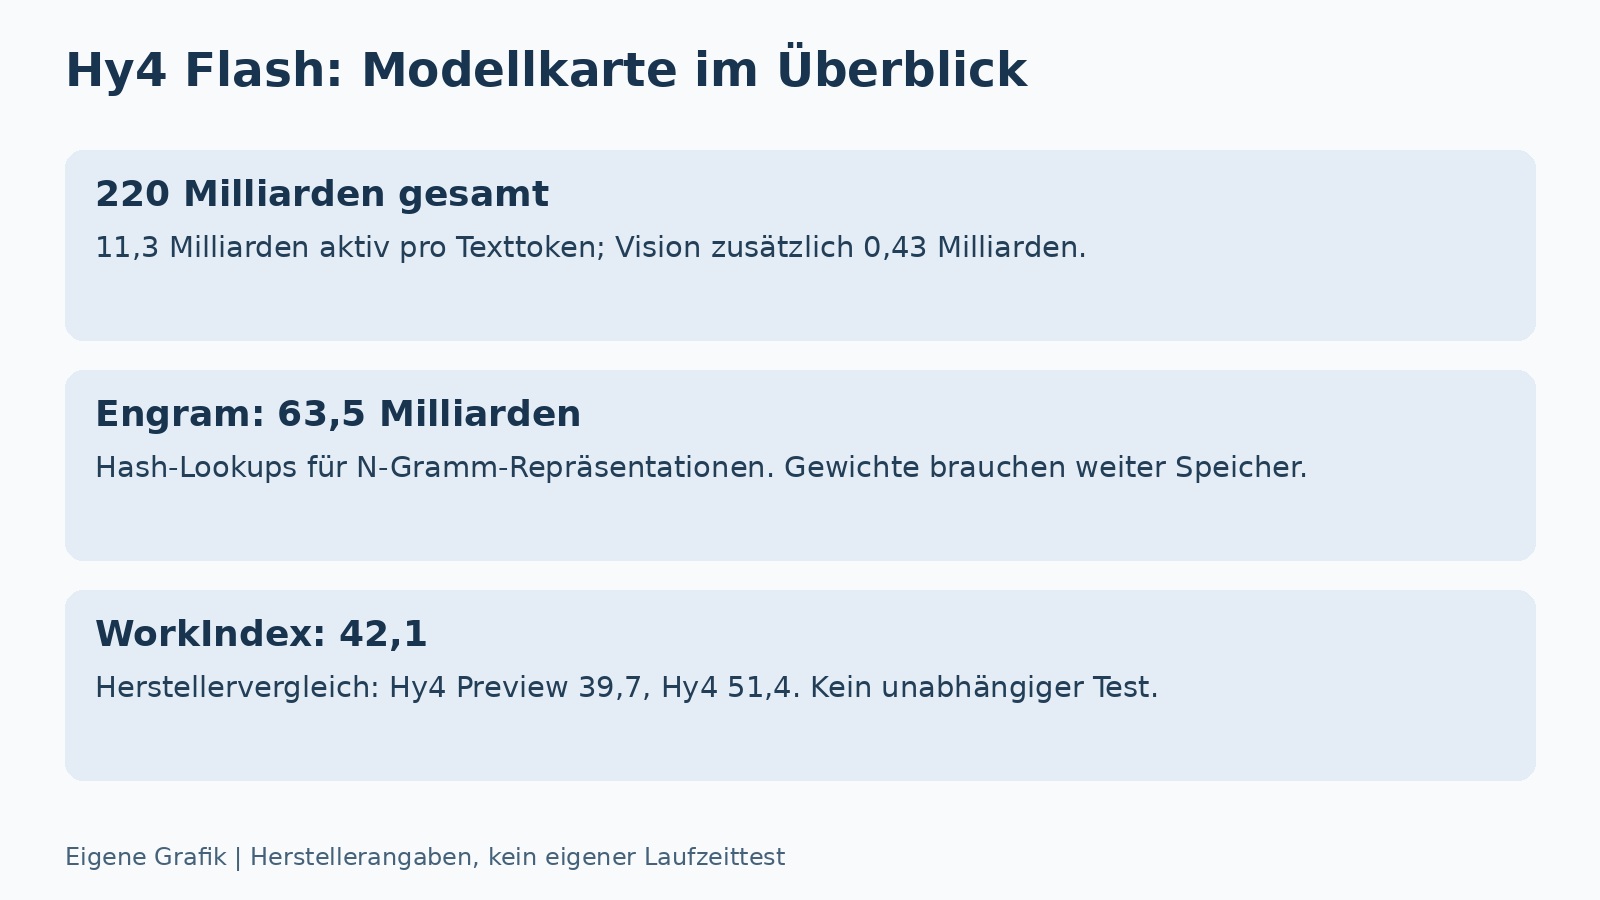 Hy4 Flash: Modellkarte im Überblick
220 Milliarden gesamt
11,3 Milliarden aktiv pro Texttoken; Vision zusätzlich 0,43 Milliarden.
Engram: 63,5 Milliarden
Hash-Lookups für N-Gramm-Repräsentationen. Gewichte brauchen weiter Speicher.
WorkIndex: 42,1
Herstellervergleich: Hy4 Preview 39,7, Hy4 51,4. Kein unabhängiger Test.
Eigene Grafik | Herstellerangaben, kein eigener Laufzeittest